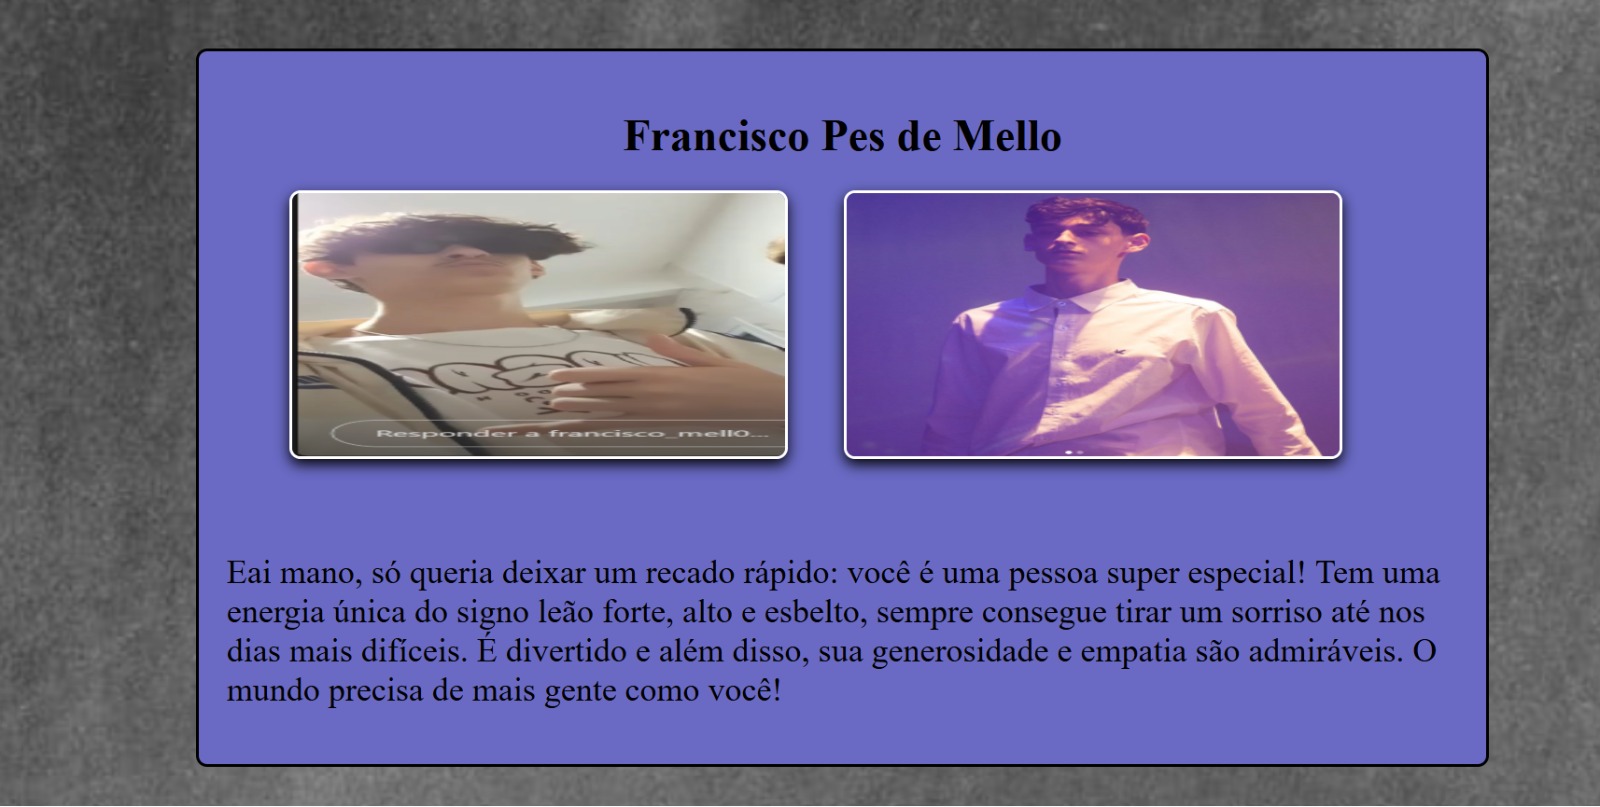 Francisco Pes de Mello
Responder a francisco_mell0...
Eai mano, só queria deixar um recado rápido: você é uma pessoa super especial! Tem uma
energia única do signo leão forte, alto e esbelto, sempre consegue tirar um sorriso até nos
dias mais difíceis. É divertido e além disso, sua generosidade e empatia são admiráveis. O
mundo precisa de mais gente como você!